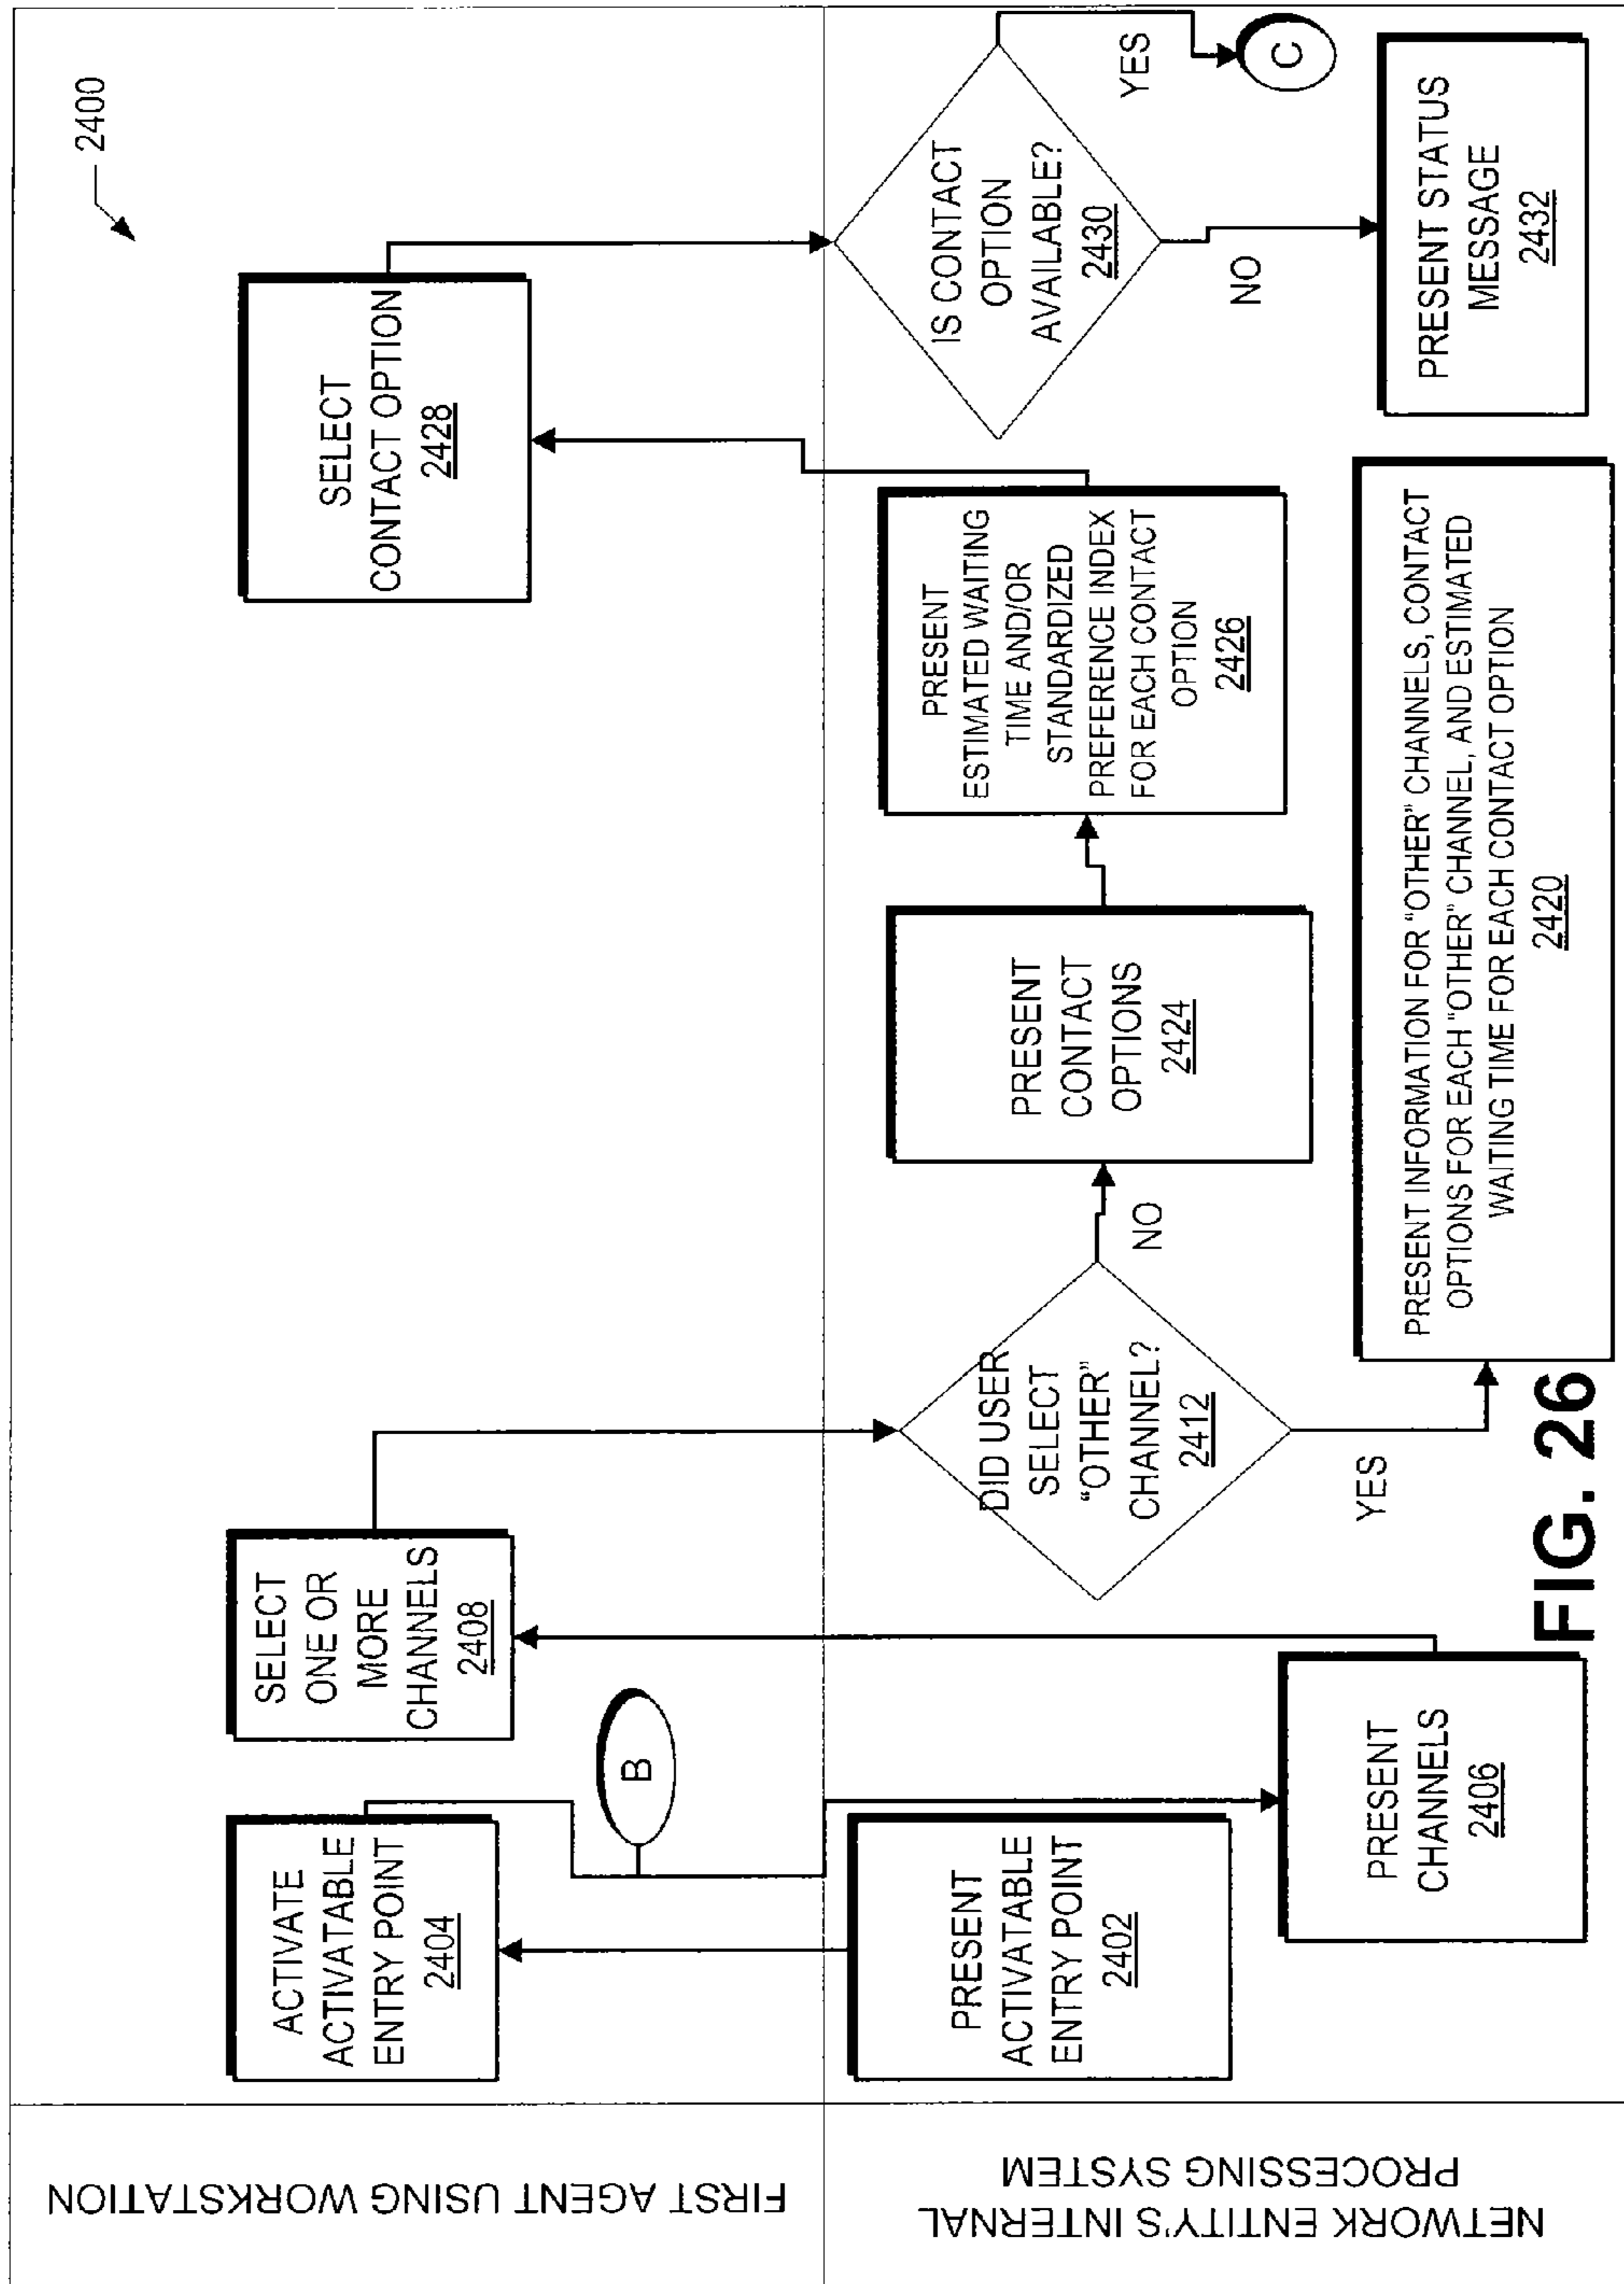 2400
FIRST AGENT USING WORKSTATION
NETWORK ENTITY'S INTERNAL
PROCESSING SYSTEM
ACTIVATE
ACTIVATABLE
ENTRY POINT
2404
B
SELECT
ONE OR
MORE
CHANNELS
2408
SELECT
CONTACT OPTION
2428
PRESENT
ACTIVATABLE
ENTRY POINT
2402
PRESENT
CHANNELS
2406
DID USER
SELECT
“OTHER”
CHANNEL?
2412
NO
YES
PRESENT
CONTACT
OPTIONS
2424
PRESENT
ESTIMATED WAITING
TIME AND/OR
STANDARDIZED
PREFERENCE INDEX
FOR EACH CONTACT
OPTION
2426
PRESENT INFORMATION FOR “OTHER” CHANNELS, CONTACT
OPTIONS FOR EACH “OTHER” CHANNEL, AND ESTIMATED
WAITING TIME FOR EACH CONTACT OPTION
2420
IS CONTACT
OPTION
AVAILABLE?
2430
YES
C
NO
PRESENT STATUS
MESSAGE
2432
FIG. 26